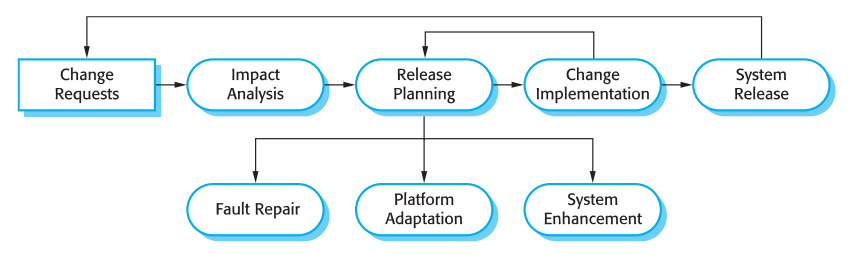 Change
Requests
Impact
Analysis
Release
Planning
Change
Implementation
System
Release
Fault Repair
Platform
Adaptation
System
Enhancement